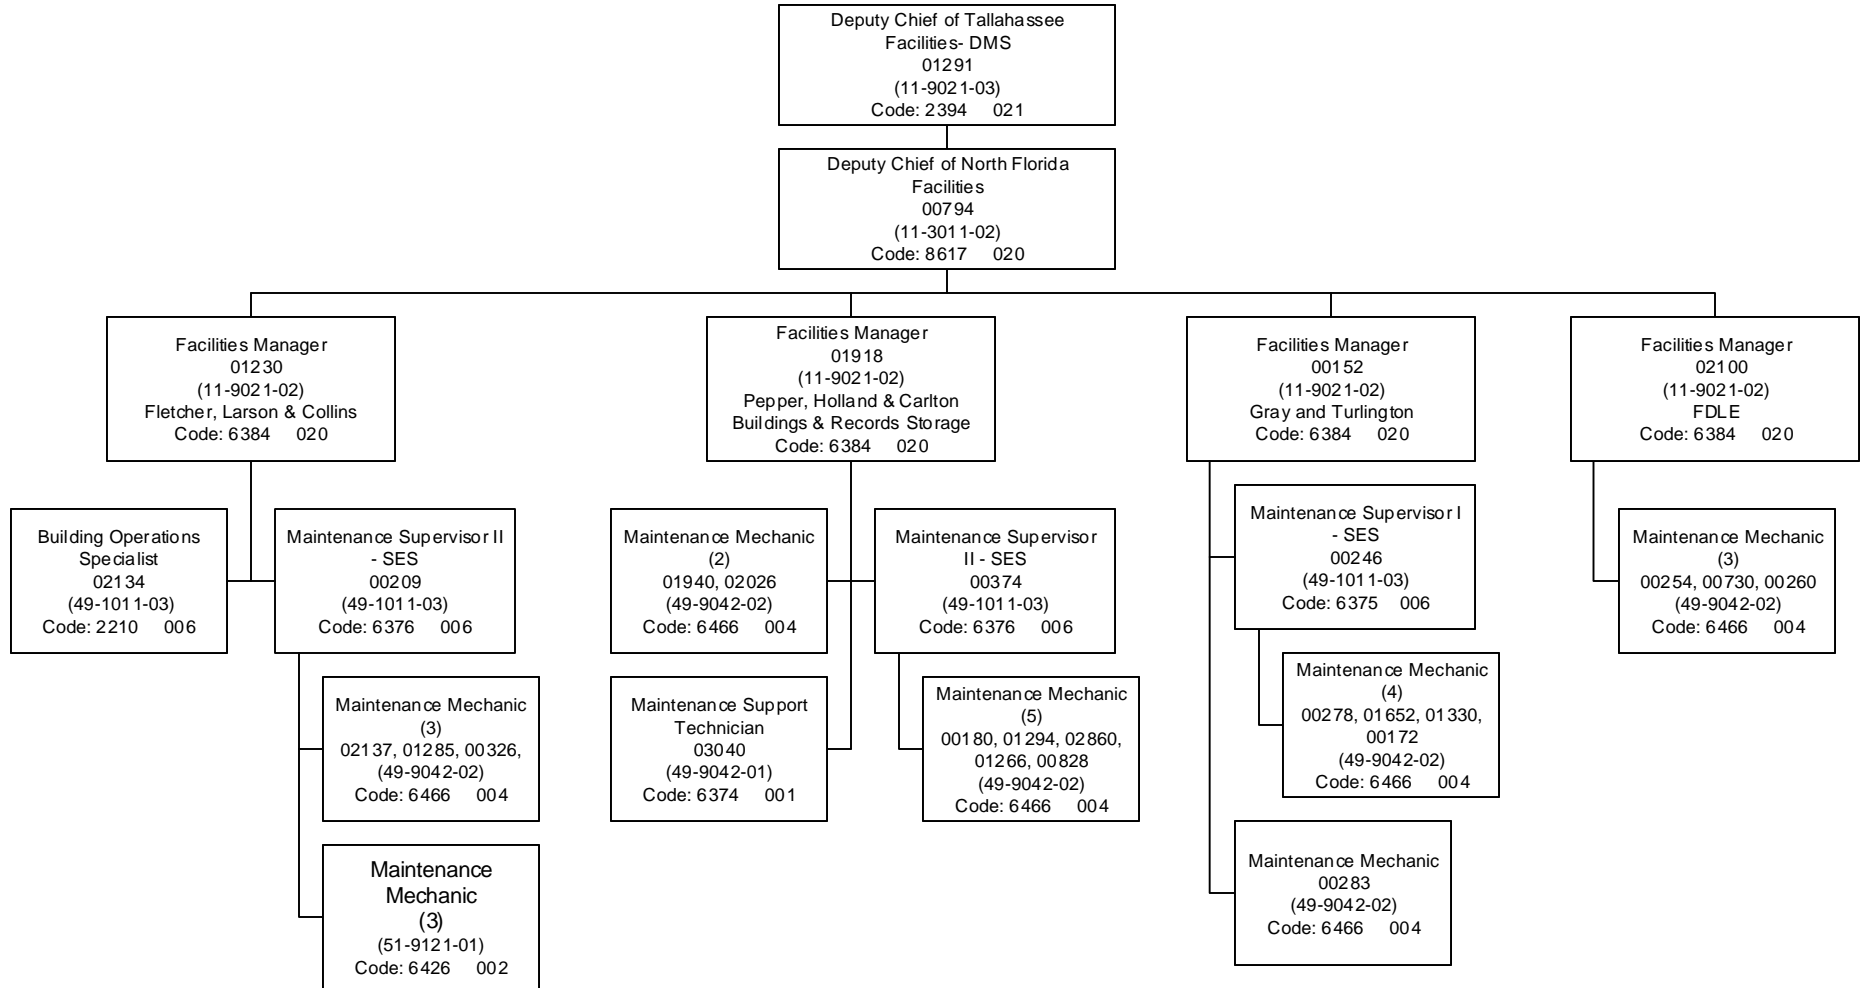 Deputy Chief of Tallahassee
Facilities- DMS
01291
(11-9021-03)
Code: 2394 021
Deputy Chief of North Florida
Facilities
00794
(11-3011-02)
Code: 8617 020
Facilities Manager
01230
(11-9021-02)
Fletcher, Larson & Collins
Code: 6384 020
Facilities Manager
01918
(11-9021-02)
Pepper, Holland & Carlton
Buildings & Records Storage
Code: 6384 020
Facilities Manager
00152
(11-9021-02)
Gray and Turlington
Code: 6384 020
Facilities Manager
02100
(11-9021-02)
FDLE
Code: 6384 020
Building Operations
Specialist
02134
(49-1011-03)
Code: 2210 006
Maintenance Supervisor II
- SES
00209
(49-1011-03)
Code: 6376 006
Maintenance Mechanic
(3)
02137, 01285, 00326,
(49-9042-02)
Code: 6466 004
Maintenance
Mechanic
(3)
(51-9121-01)
Code: 6426 002
Maintenance Mechanic
(2)
01940, 02026
(49-9042-02)
Code: 6466 004
Maintenance Support
Technician
03040
(49-9042-01)
Code: 6374 001
Maintenance Supervisor
II - SES
00374
(49-1011-03)
Code: 6376 006
Maintenance Mechanic
(5)
00180, 01294, 02860,
01266, 00828
(49-9042-02)
Code: 6466 004
Maintenance Supervisor I
- SES
00246
(49-1011-03)
Code: 6375 006
Maintenance Mechanic
(4)
00278, 01652, 01330,
00172
(49-9042-02)
Code: 6466 004
Maintenance Mechanic
00283
(49-9042-02)
Code: 6466 004
Maintenance Mechanic
(3)
00254, 00730, 00260
(49-9042-02)
Code: 6466 004